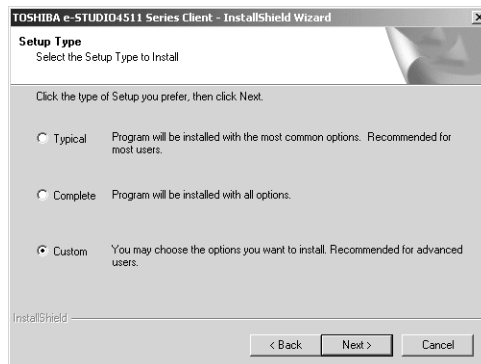 TOSHIBA e-STUDIO4511 Series Client - InstallShield Wizard
Setup Type
Select the Setup Type to Install
Click the type of Setup you prefer, then click Next.
Typical Program will be installed with the most common options. Recommended for
most users.
Complete Program will be installed with all options.
Custom You may choose the options you want to install. Recommended for advanced
users.
InstallShield
< Back Next > Cancel